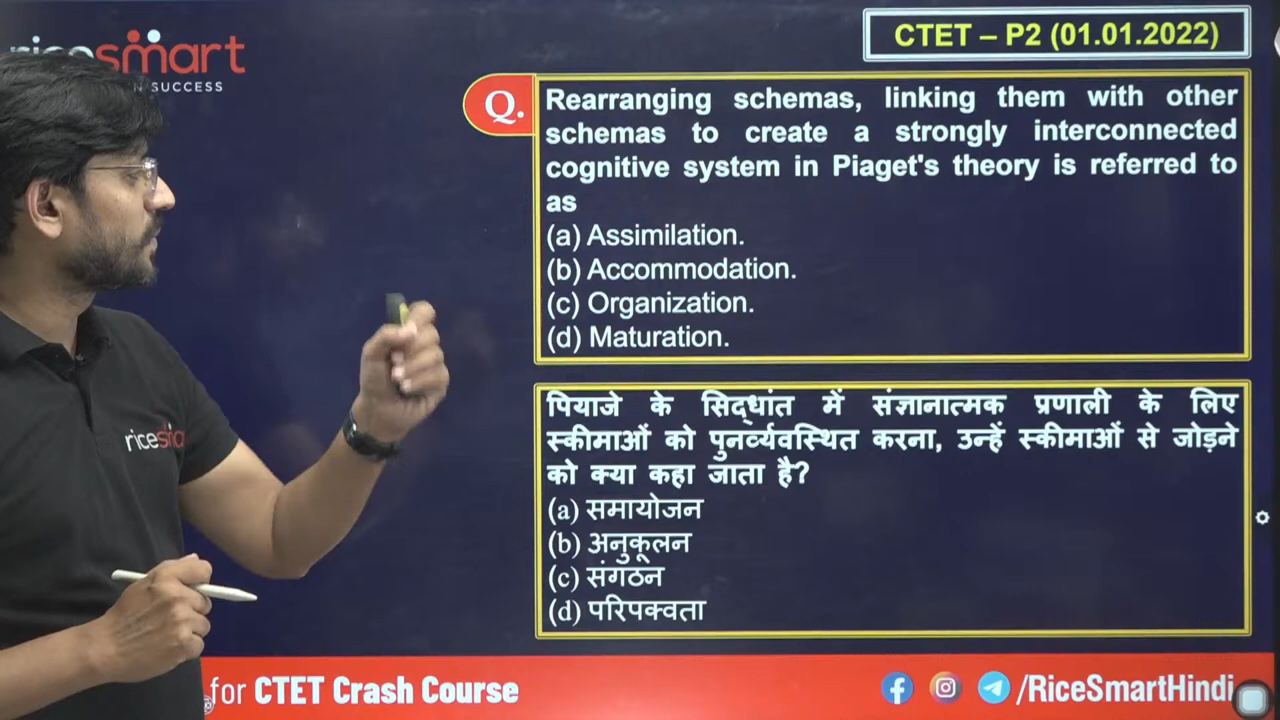 smart
SUCCESS
CTET – P2 (01.01.2022)
Q.
Rearranging schemas, linking them with other
schemas to create a strongly interconnected
cognitive system in Piaget's theory is referred to
as
(a) Assimilation.
(b) Accommodation.
(c) Organization.
(d) Maturation.
पियाजे के सिद्धांत में संज्ञानात्मक प्रणाली के लिए
स्कीमाओं को पुनर्व्यवस्थित करना, उन्हें स्कीमाओं से जोड़ने
को क्या कहा जाता है?
(a) समायोजन
(b) अनुकूलन
(c) संगठन
(d) परिपक्वता
rice
for CTET Crash Course
/RiceSmartHindi